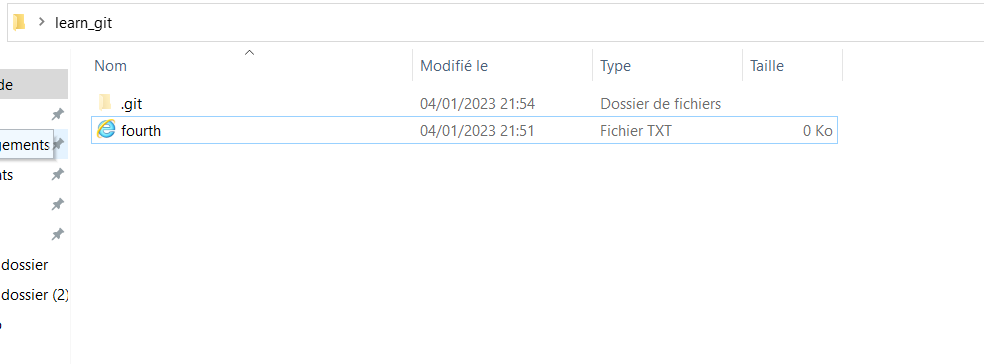 learn_git
Nom Modifié le Type Taille
de
.git 04/01/2023 21:54 Dossier de fichiers
fourth 04/01/2023 21:51 Fichier TXT 0 Ko
gements
nts
dossier
dossier (2)